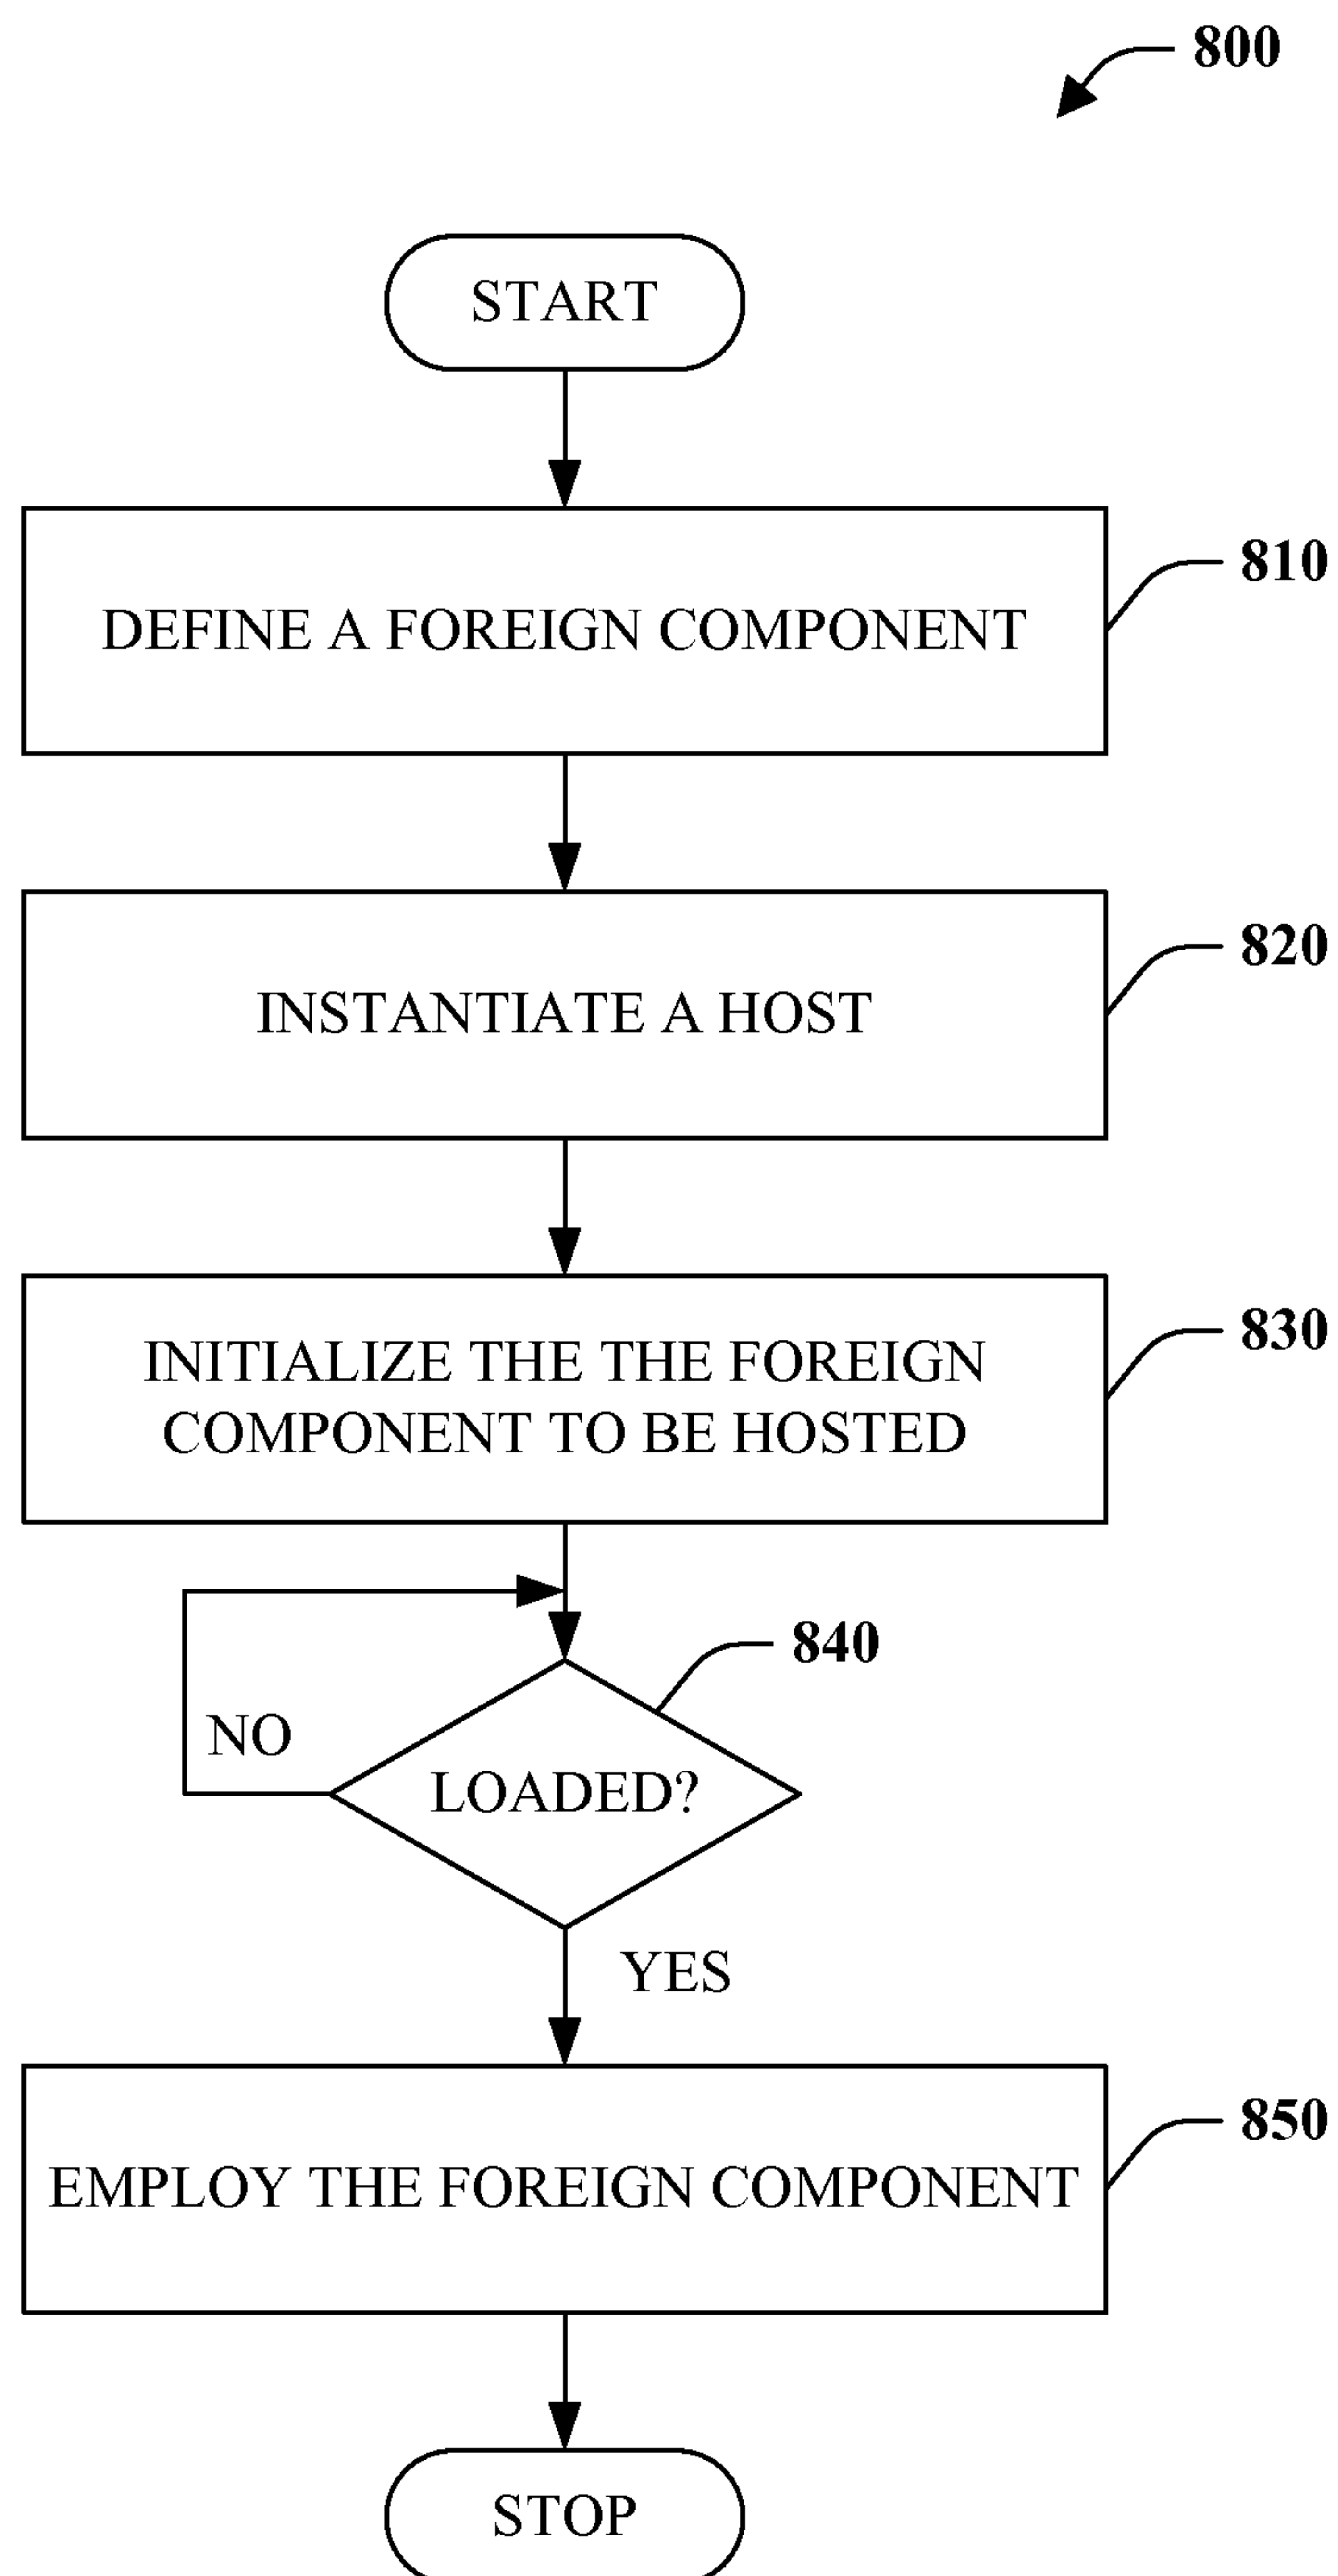 800
START
DEFINE A FOREIGN COMPONENT
810
INSTANTIATE A HOST
820
INITIALIZE THE THE FOREIGN
COMPONENT TO BE HOSTED
830
840
NO
LOADED?
YES
EMPLOY THE FOREIGN COMPONENT
850
STOP